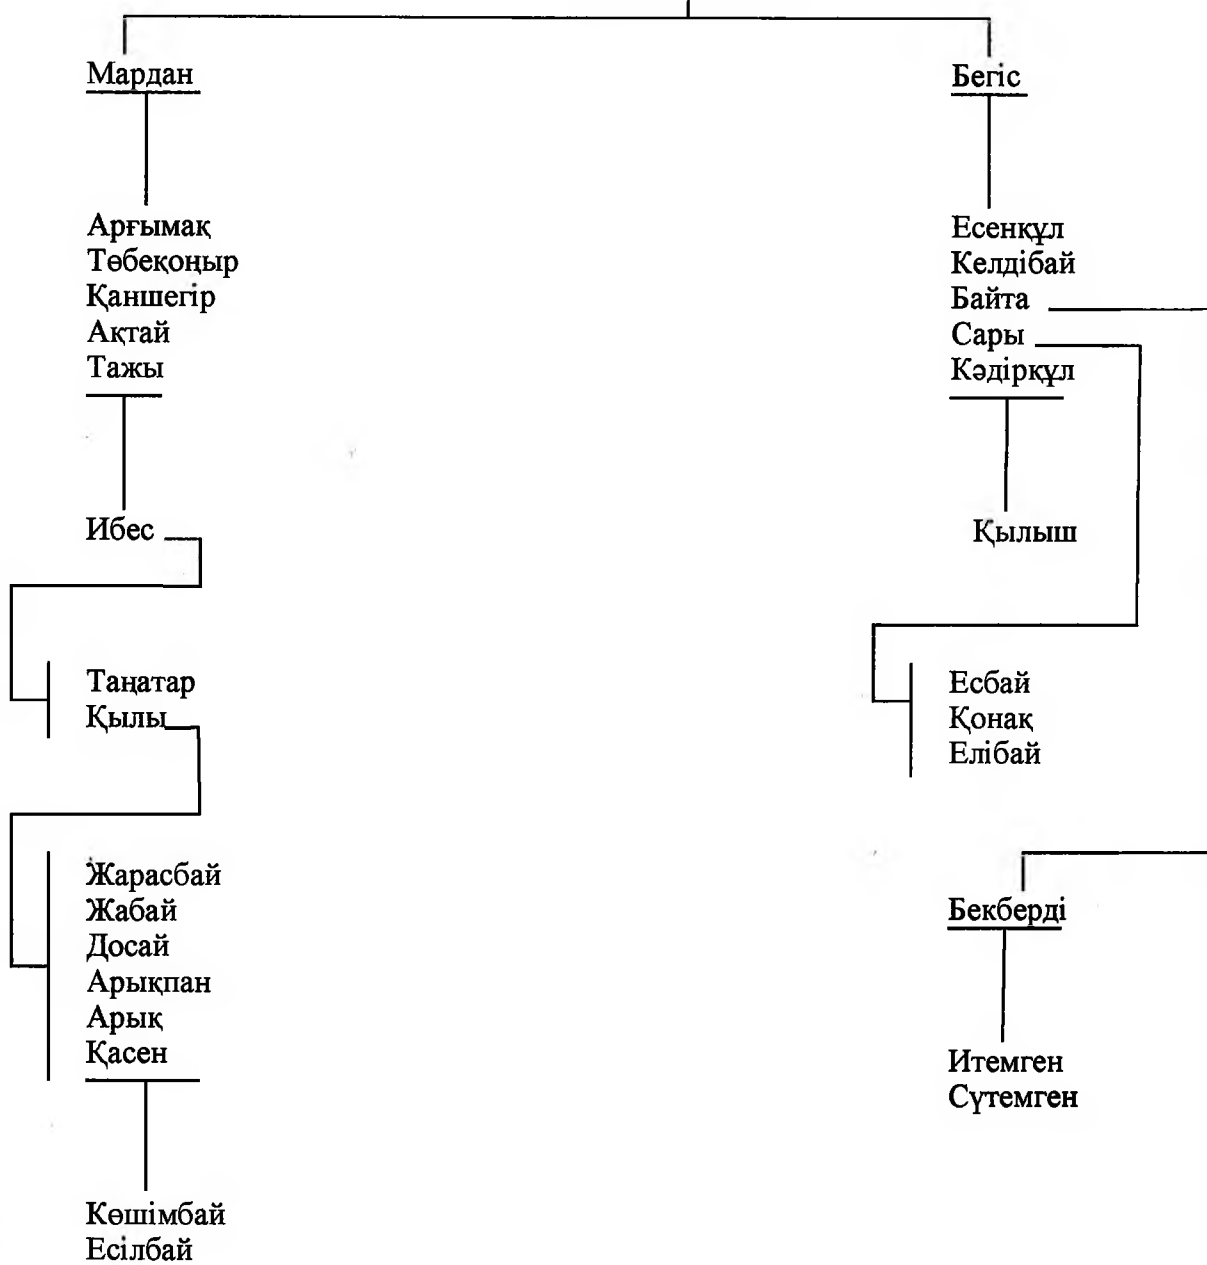 Мардан
Арғымақ
Төбеқоңыр
Қаншегір
Ақтай
Тажы
Ибес
Таңатар
Қылы
Жарасбай
Жабай
Досай
Арықпан
Арық
Қасен
Көшімбай
Есілбай
Бегіс
Есенқұл
Келдібай
Байта
Сары
Кәдірқұл
Қылыш
Есбай
Қонақ
Елібай
Бекберді
Итемген
Сүтемген